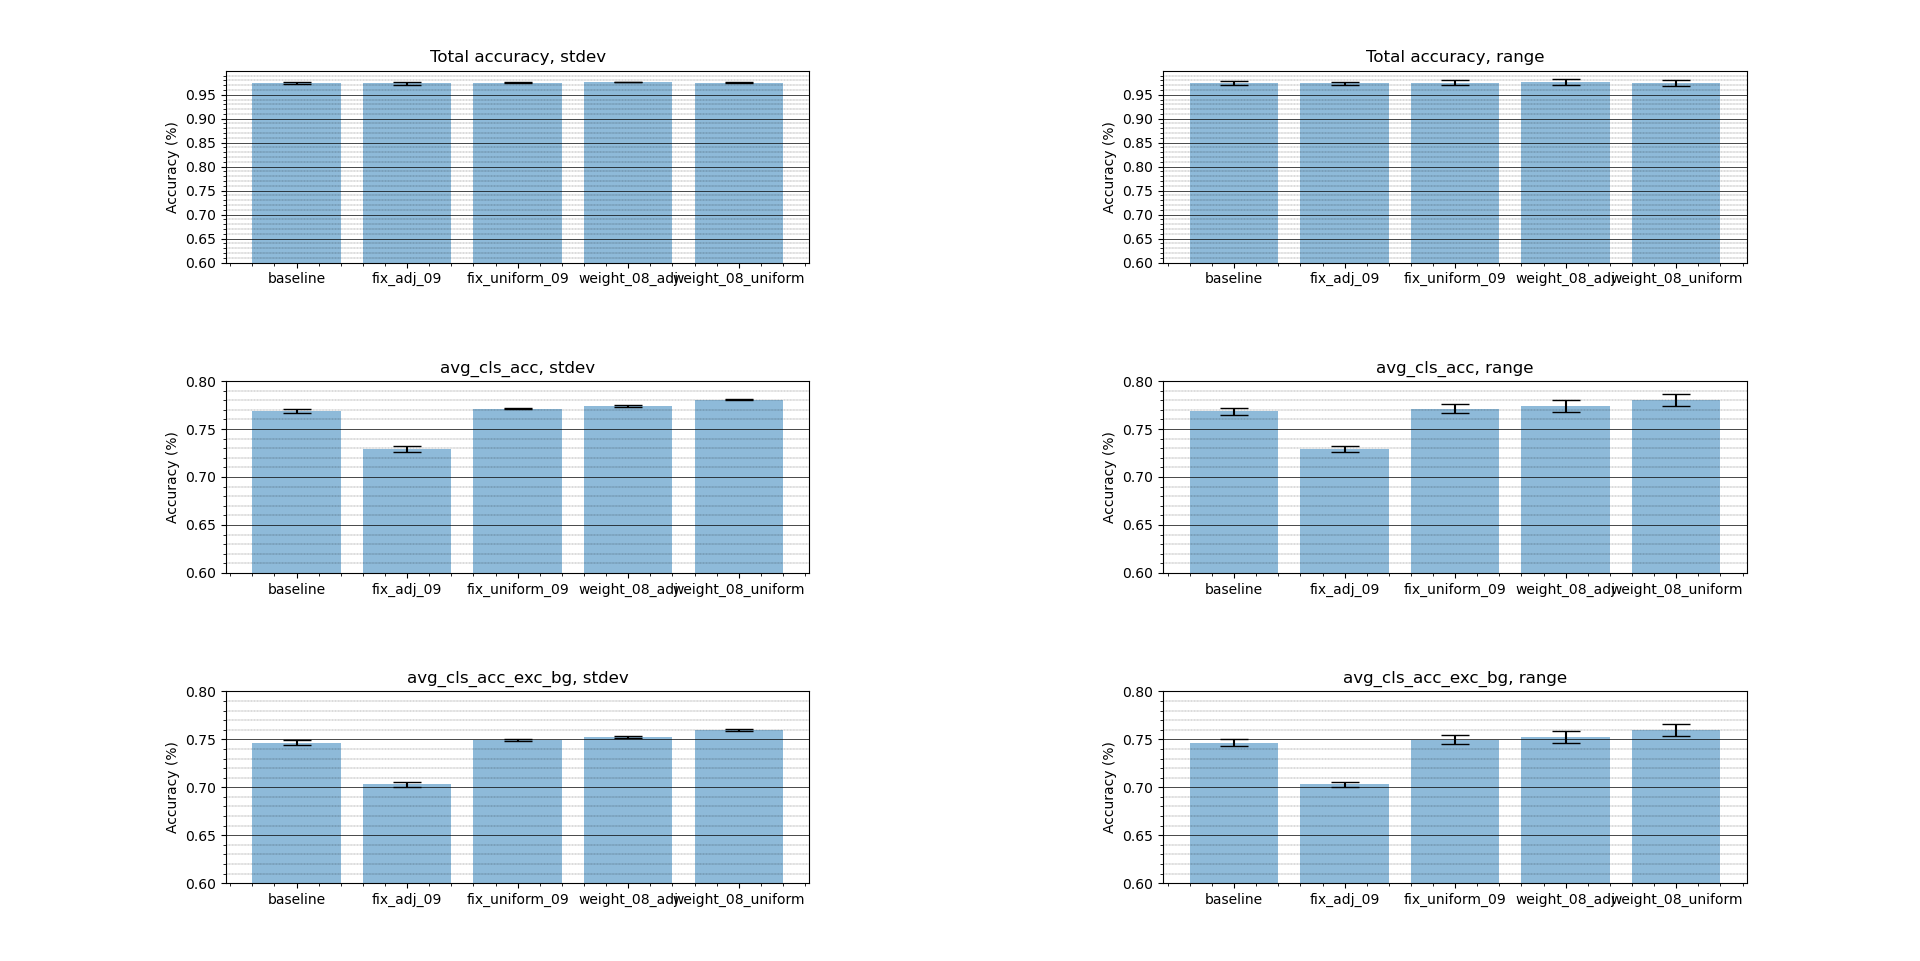 Total accuracy, stdev
Accuracy (%)
0.95
0.90
0.85
0.80
0.75
0.70
0.65
0.60
baseline fix_adj_09 fix_uniform_09 weight_08_adj weight_08_uniform
Total accuracy, range
Accuracy (%)
0.95
0.90
0.85
0.80
0.75
0.70
0.65
0.60
baseline fix_adj_09 fix_uniform_09 weight_08_adj weight_08_uniform
avg_cls_acc, stdev
Accuracy (%)
0.80
0.75
0.70
0.65
0.60
baseline fix_adj_09 fix_uniform_09 weight_08_adj weight_08_uniform
avg_cls_acc, range
Accuracy (%)
0.80
0.75
0.70
0.65
0.60
baseline fix_adj_09 fix_uniform_09 weight_08_adj weight_08_uniform
avg_cls_acc_exc_bg, stdev
Accuracy (%)
0.80
0.75
0.70
0.65
0.60
baseline fix_adj_09 fix_uniform_09 weight_08_adj weight_08_uniform
avg_cls_acc_exc_bg, range
Accuracy (%)
0.80
0.75
0.70
0.65
0.60
baseline fix_adj_09 fix_uniform_09 weight_08_adj weight_08_uniform